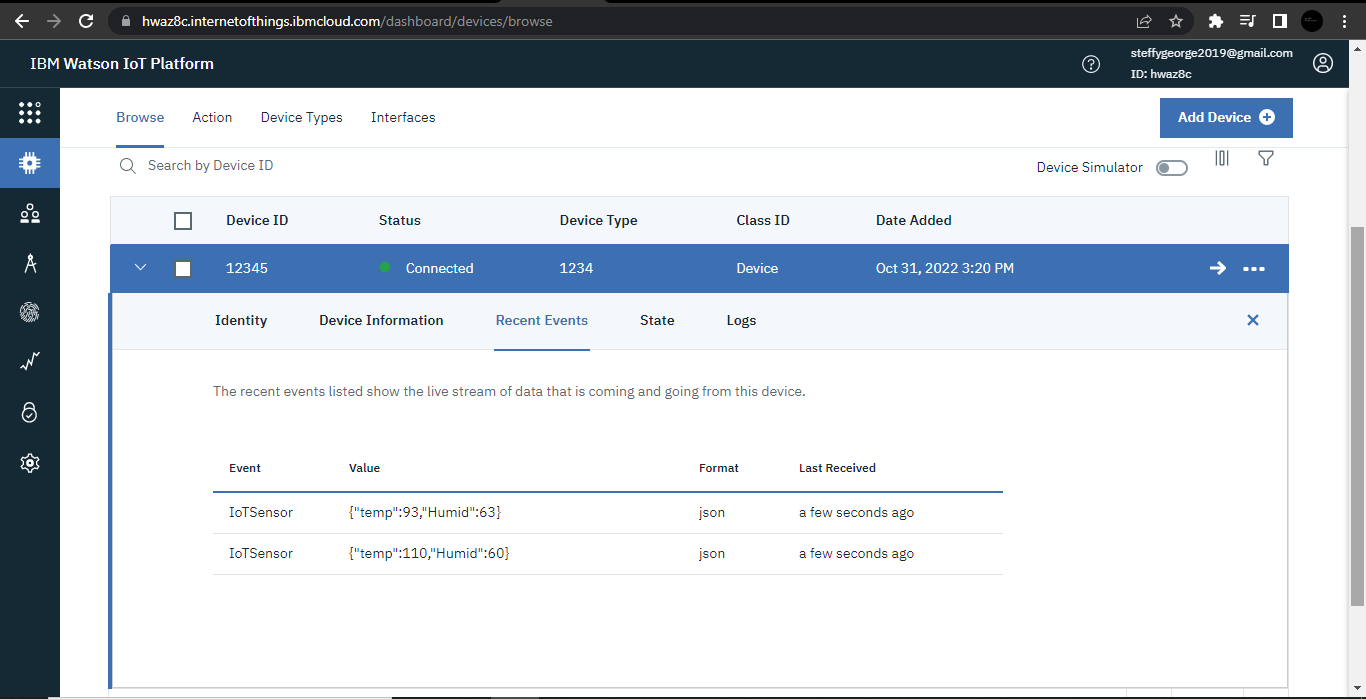 hwaz8c.internetofthings.ibmcloud.com/dashboard/devices/browse
IBM Watson IoT Platform
steffygeorge2019@gmail.com
ID: hwaz8c
Browse Action Device Types Interfaces
Add Device
Search by Device ID
Device Simulator
Device ID Status Device Type Class ID Date Added
12345 Connected 1234 Device Oct 31, 2022 3:20 PM
Identity Device Information Recent Events State Logs
The recent events listed show the live stream of data that is coming and going from this device.
Event Value Format Last Received
IoTSensor {"temp":93,"Humid":63} json a few seconds ago
IoTSensor {"temp":110,"Humid":60} json a few seconds ago